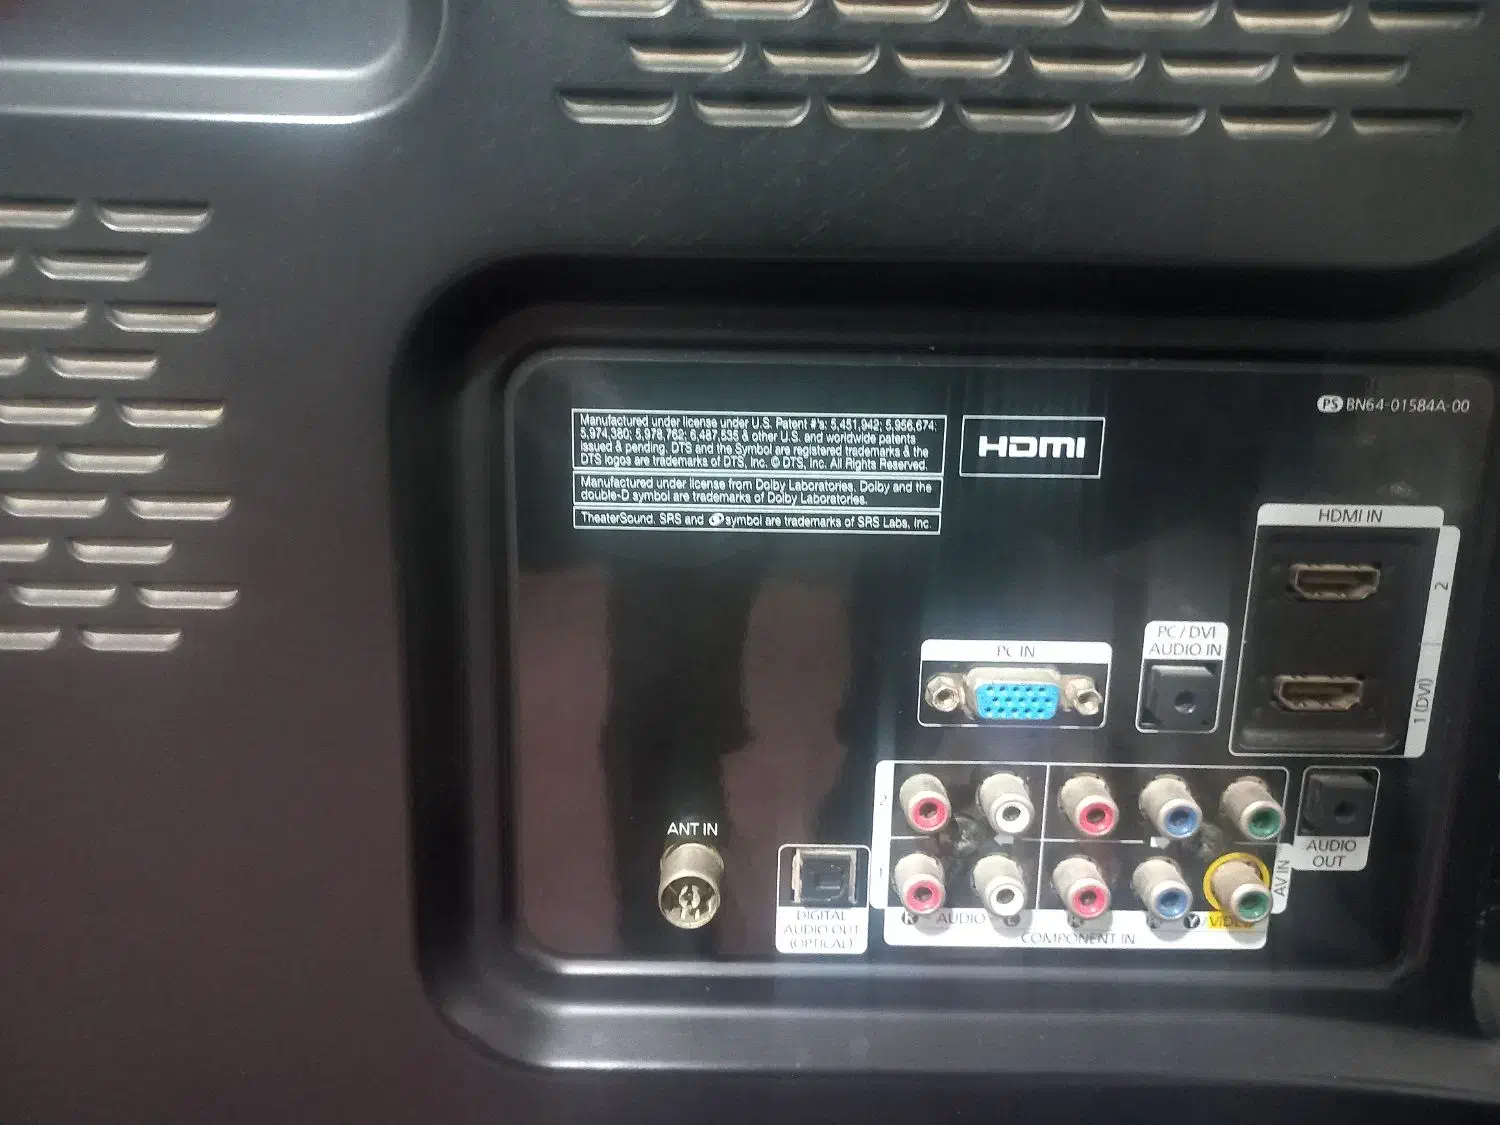 Manufactured under license under U.S. Patent #'s: 5,451,942; 5,956,674;
5,974,380; 5,978,762; 6,487,535 & other U.S. and worldwide patents
issued & pending. DTS and the Symbol are registered trademarks & the
DTS logos are trademarks of DTS, Inc. © DTS, Inc. All Rights Reserved.
Manufactured under license from Dolby Laboratories. Dolby and the
double-D symbol are trademarks of Dolby Laboratories.
TheaterSound, SRS and symbol are trademarks of SRS Labs, Inc.
HDMI
PS BN64-01584A-00
HDMI IN
2
1 (DVI)
PC IN
PC / DVI
AUDIO IN
ANT IN
DIGITAL
AUDIO OUT
(OPTICAL)
2
1
R - AUDIO - L
Y/VIDEO
COMPONENT IN
AV IN
AUDIO
OUT